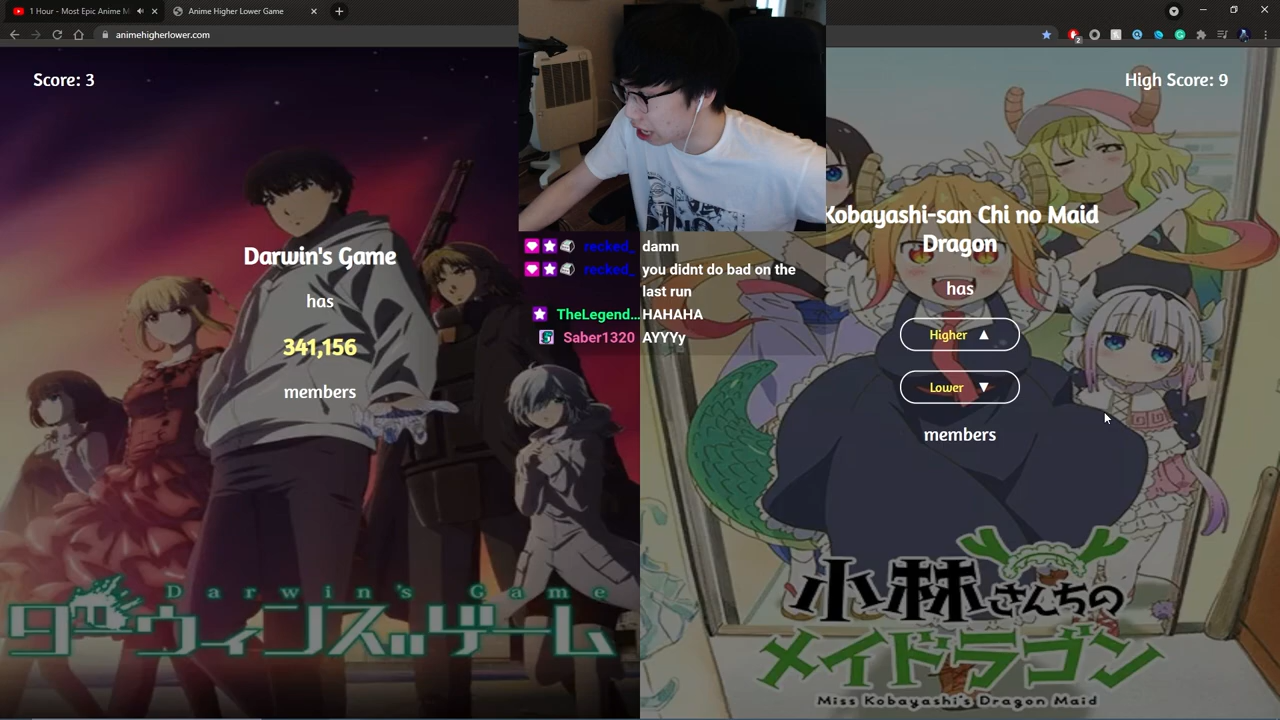 1 Hour - Most Epic Anime M
Anime Higher Lower Game
animehigherlower.com
2
Score: 3
High Score: 9
Darwin's Game
has
341,156
members
recked_ damn
recked_ you didnt do bad on the
last run
TheLegend... HAHAHA
Saber1320 AYYYy
Kobayashi-san Chi no Maid
Dragon
has
Higher ▲
Lower ▼
members
Darwin's Game
ダーウィンズゲーム
小林さんちの
メイドラゴン
Miss Kobayashi's Dragon Maid